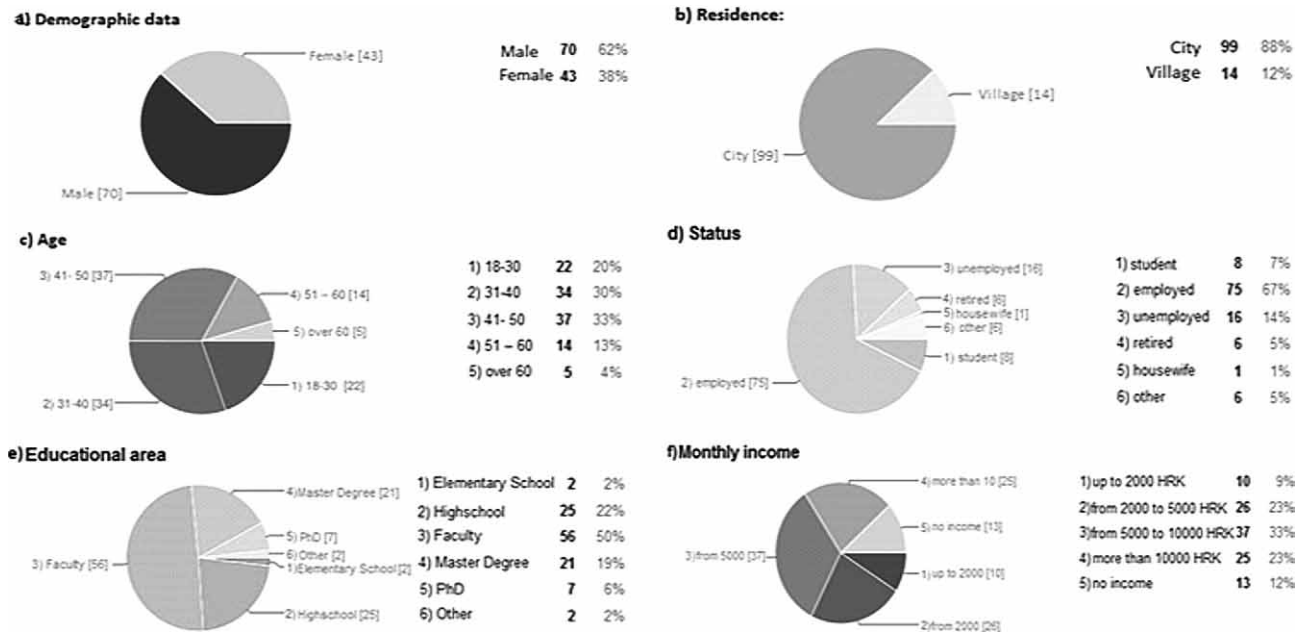 a) Demographic data
Female [43]
Male [70]
Male 70 62%
Female 43 38%
b) Residence:
Village [14]
City [99]
City 99 88%
Village 14 12%
c) Age
3) 41- 50 [37]
4) 51 – 60 [14]
5) over 60 [5]
1) 18-30 [22]
2) 31-40 [34]
1) 18-30 22 20%
2) 31-40 34 30%
3) 41- 50 37 33%
4) 51 – 60 14 13%
5) over 60 5 4%
d) Status
3) unemployed [16]
4) retired [6]
5) housewife [1]
6) other [6]
1) student [8]
2) employed [75]
1) student 8 7%
2) employed 75 67%
3) unemployed 16 14%
4) retired 6 5%
5) housewife 1 1%
6) other 6 5%
e) Educational area
4) Master Degree [21]
5) PhD [7]
6) Other [2]
1) Elementary School [2]
3) Faculty [56]
2) Highschool [25]
1) Elementary School 2 2%
2) Highschool 25 22%
3) Faculty 56 50%
4) Master Degree 21 19%
5) PhD 7 6%
6) Other 2 2%
f) Monthly income
4) more than 10 [25]
5) no income [13]
3) from 5000 [37]
1) up to 2000 [10]
2) from 2000 [26]
1) up to 2000 HRK 10 9%
2) from 2000 to 5000 HRK 26 23%
3) from 5000 to 10000 HRK 37 33%
4) more than 10000 HRK 25 23%
5) no income 13 12%